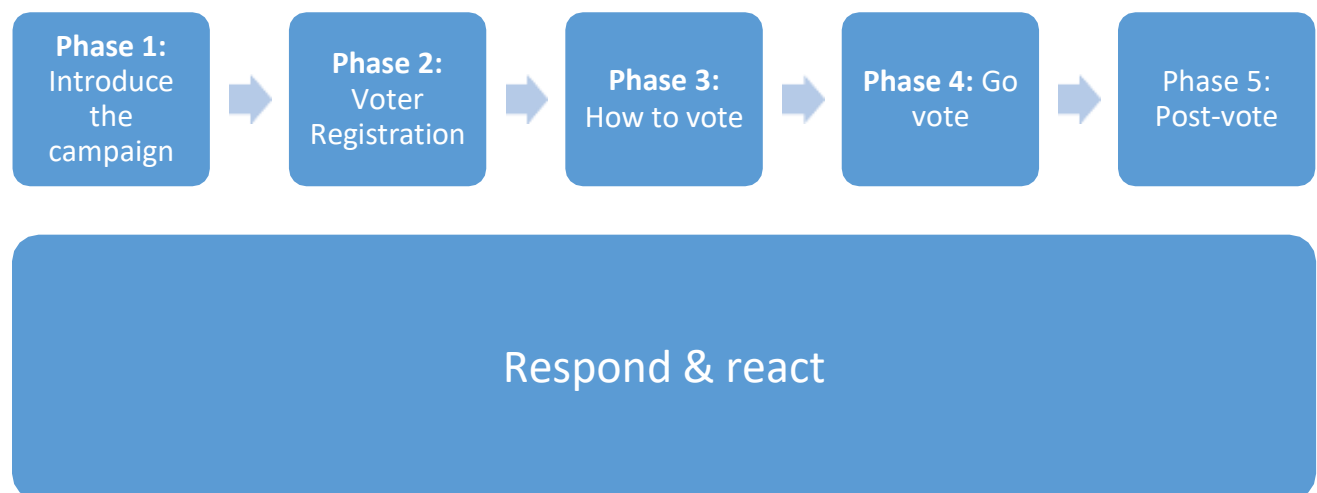 Phase 1:
Introduce
the
campaign
Phase 2:
Voter
Registration
Phase 3:
How to vote
Phase 4: Go
vote
Phase 5:
Post-vote
Respond & react